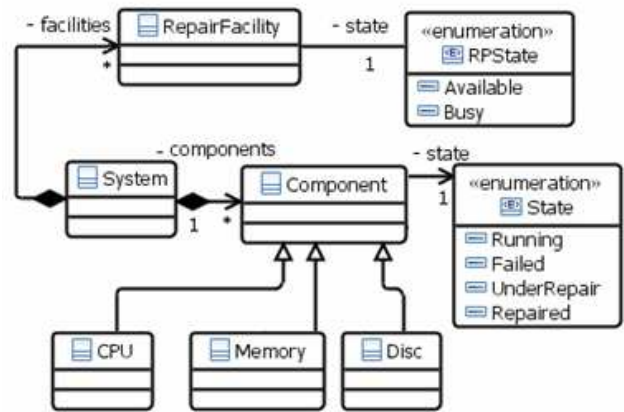 - facilities
*
RepairFacility
- state
1
«enumeration»
RPState
Available
Busy
System
1
- components
*
Component
- state
1
«enumeration»
State
Running
Failed
UnderRepair
Repaired
CPU
Memory
Disc